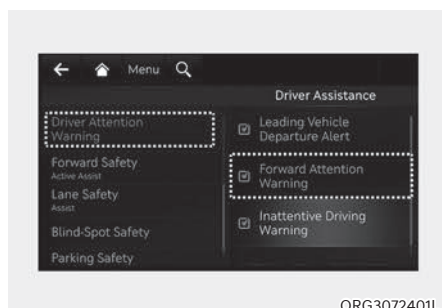 Menu
Driver Assistance
Driver Attention
Warning
Forward Safety
Active Assist
Lane Safety
Assist
Blind-Spot Safety
Parking Safety
Leading Vehicle
Departure Alert
Forward Attention
Warning
Inattentive Driving
Warning
ORG3072401L